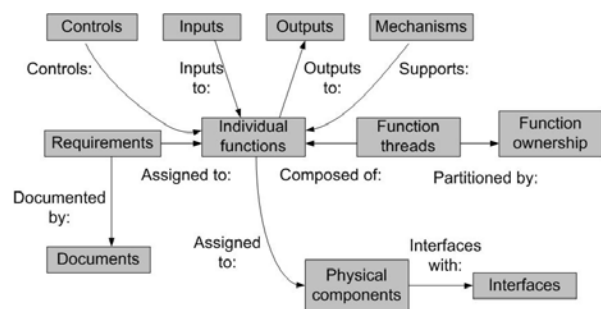 Controls
Inputs
Outputs
Mechanisms
Controls:
Inputs
to:
Outputs
to:
Supports:
Requirements
Individual
functions
Function
threads
Function
ownership
Assigned to:
Composed of:
Partitioned by:
Documented
by:
Documents
Assigned
to:
Physical
components
Interfaces
with:
Interfaces